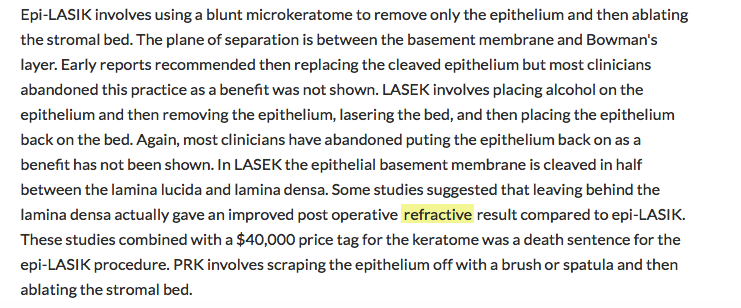 Epi-LASIK involves using a blunt microkeratome to remove only the epithelium and then ablating
the stromal bed. The plane of separation is between the basement membrane and Bowman's
layer. Early reports recommended then replacing the cleaved epithelium but most clinicians
abandoned this practice as a benefit was not shown. LASEK involves placing alcohol on the
epithelium and then removing the epithelium, lasering the bed, and then placing the epithelium
back on the bed. Again, most clinicians have abandoned puting the epithelium back on as a
benefit has not been shown. In LASEK the epithelial basement membrane is cleaved in half
between the lamina lucida and lamina densa. Some studies suggested that leaving behind the
lamina densa actually gave an improved post operative refractive result compared to epi-LASIK.
These studies combined with a $40,000 price tag for the keratome was a death sentence for the
epi-LASIK procedure. PRK involves scraping the epithelium off with a brush or spatula and then
ablating the stromal bed.